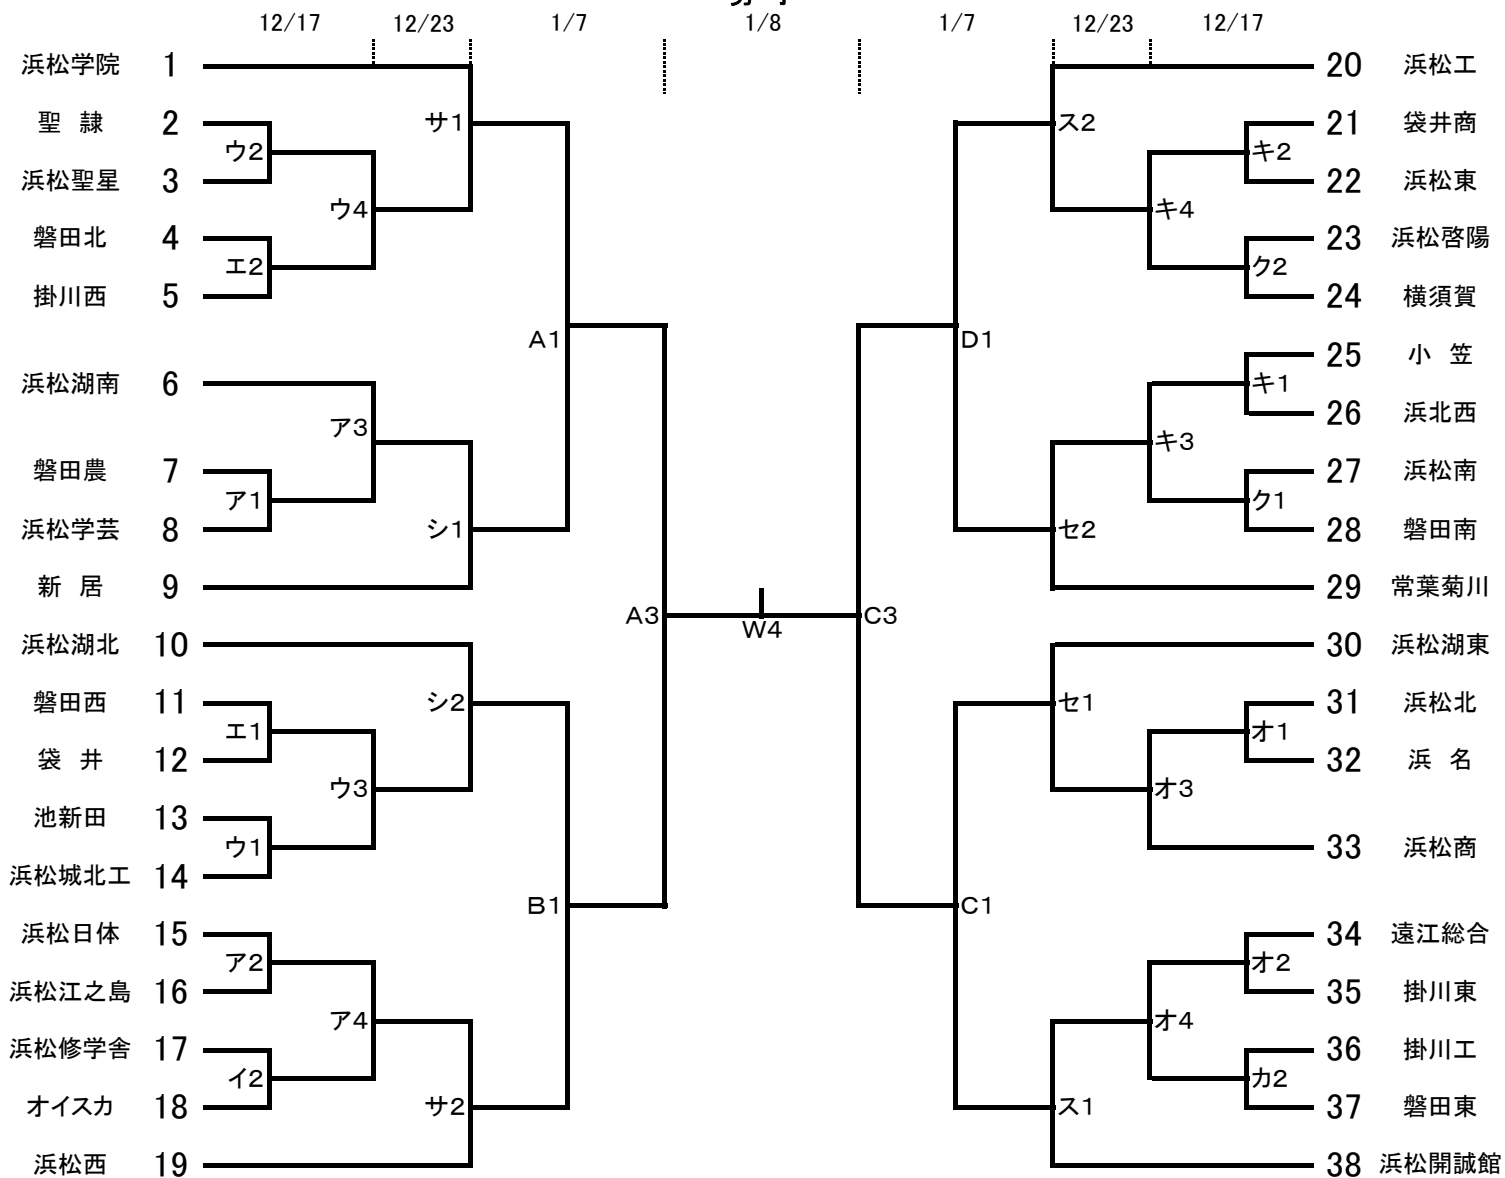 12/17 12/23 1/7 1/8 1/7 12/23 12/17
浜松学院 1 20 浜松工
聖 隷 2 サ1 ス2 21 袋井商
ウ2 キ2
浜松聖星 3 22 浜松東
ウ4 キ4
磐田北 4 23 浜松啓陽
エ2 ク2
掛川西 5 24 横須賀
A1 D1
25 小 笠
浜松湖南 6 キ1
26 浜北西
ア3 キ3
磐田農 7 27 浜松南
ア1 ク1
浜松学芸 8 シ1 セ2 28 磐田南
新 居 9 29 常葉菊川
A3 W4 C3
浜松湖北 10 30 浜松湖東
磐田西 11 シ2 セ1 31 浜松北
エ1 オ1
袋 井 12 32 浜 名
ウ3 オ3
池新田 13
ウ1 33 浜松商
浜松城北工 14
B1 C1
浜松日体 15 34 遠江総合
ア2 オ2
浜松江之島 16 35 掛川東
ア4 オ4
浜松修学舎 17 36 掛川工
イ2 カ2
オイスカ 18 サ2 ス1 37 磐田東
浜松西 19 38 浜松開誠館